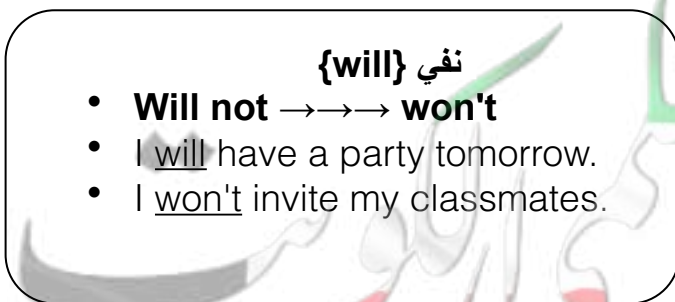 نفي {will}
• Will not →→→ won't
• I will have a party tomorrow.
• I won't invite my classmates.